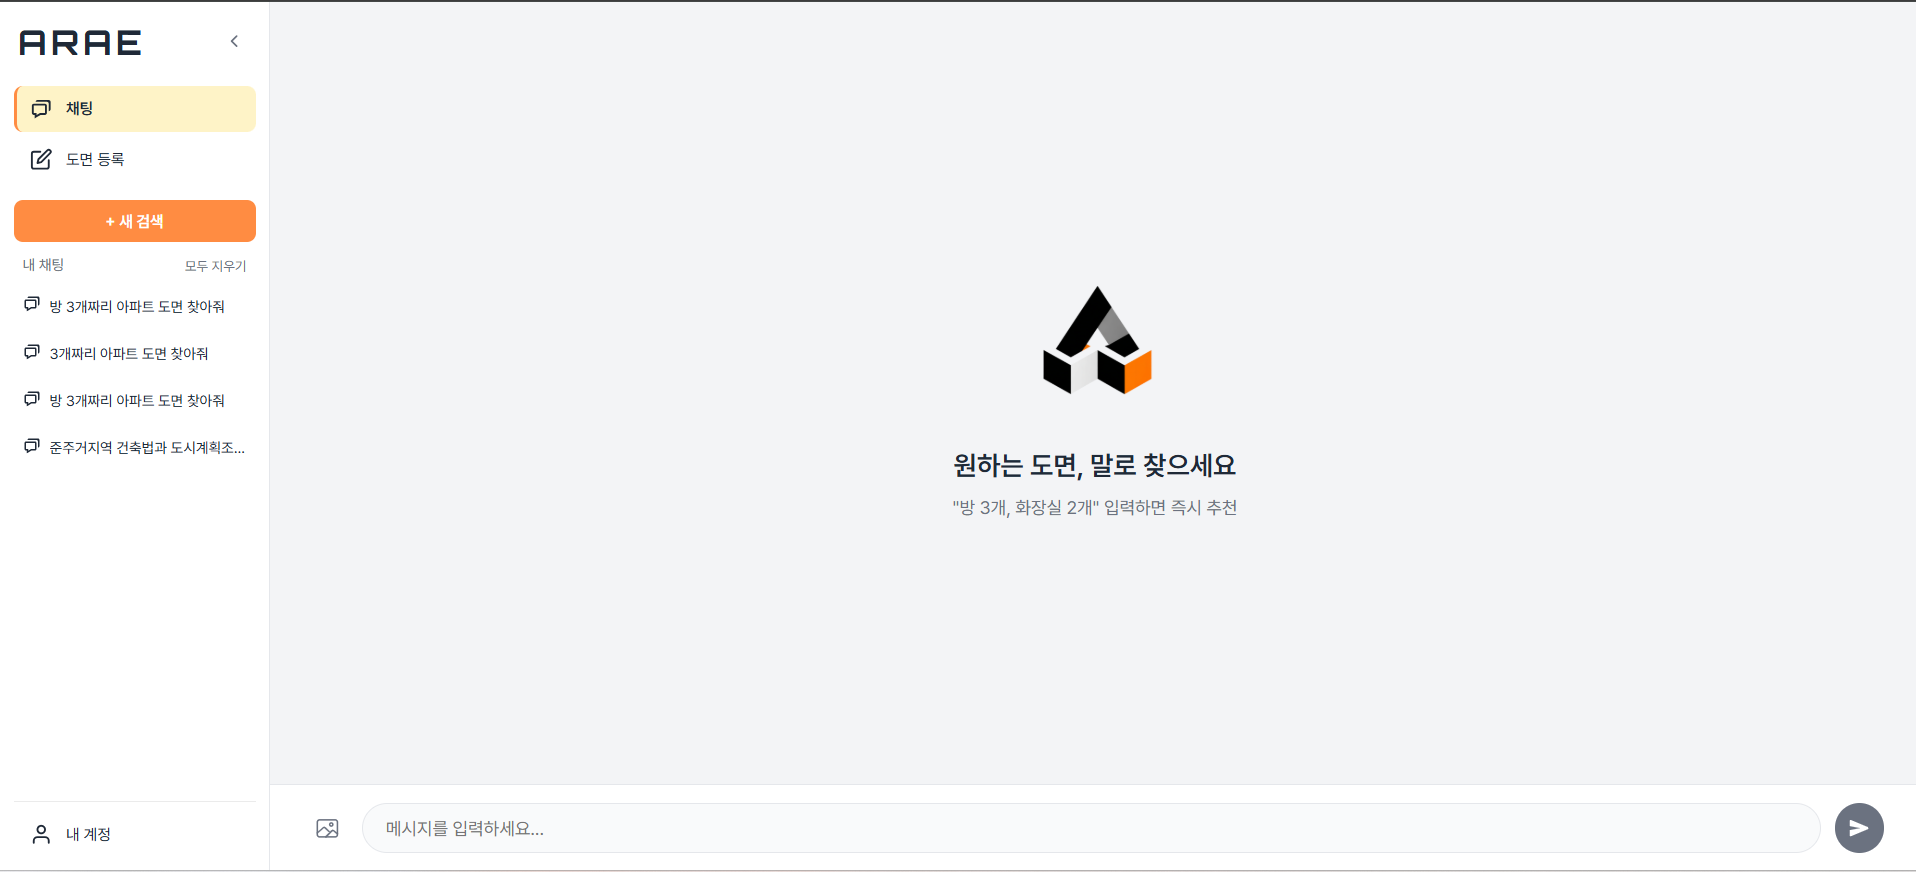 ARAE
채팅
도면 등록
+ 새 검색
내 채팅 모두 지우기
방 3개짜리 아파트 도면 찾아줘
3개짜리 아파트 도면 찾아줘
방 3개짜리 아파트 도면 찾아줘
준주거지역 건축법과 도시계획조...
내 계정
원하는 도면, 말로 찾으세요
"방 3개, 화장실 2개" 입력하면 즉시 추천
메시지를 입력하세요...